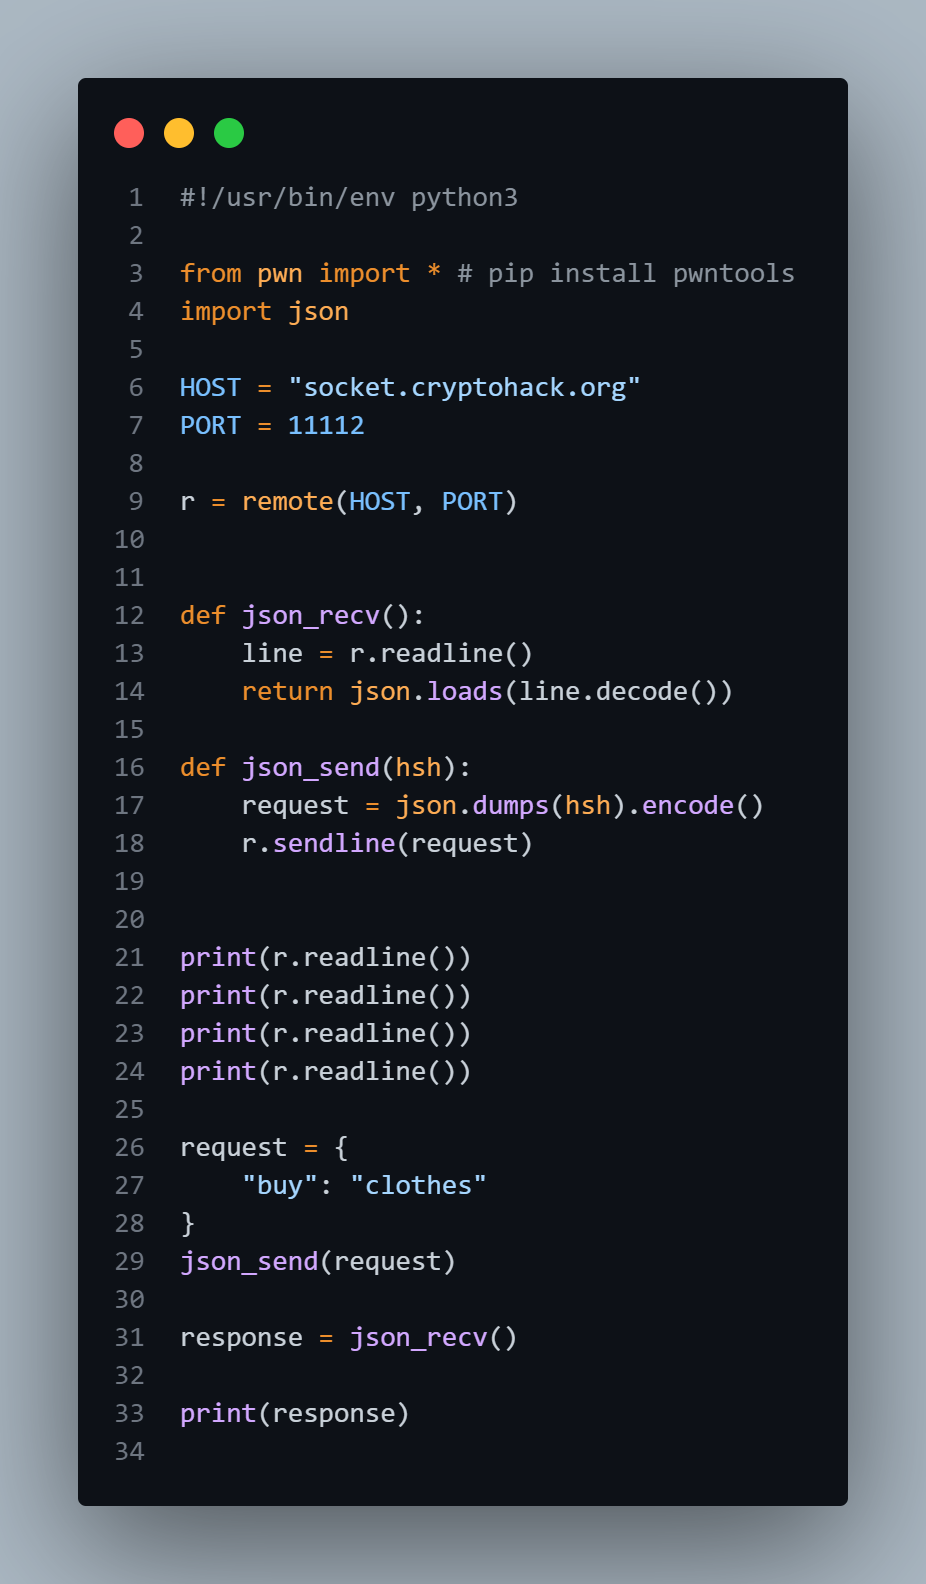 1 #!/usr/bin/env python3
2
3 from pwn import * # pip install pwntools
4 import json
5
6 HOST = "socket.cryptohack.org"
7 PORT = 11112
8
9 r = remote(HOST, PORT)
10
11
12 def json_recv():
13     line = r.readline()
14     return json.loads(line.decode())
15
16 def json_send(hsh):
17     request = json.dumps(hsh).encode()
18     r.sendline(request)
19
20
21 print(r.readline())
22 print(r.readline())
23 print(r.readline())
24 print(r.readline())
25
26 request = {
27     "buy": "clothes"
28 }
29 json_send(request)
30
31 response = json_recv()
32
33 print(response)
34